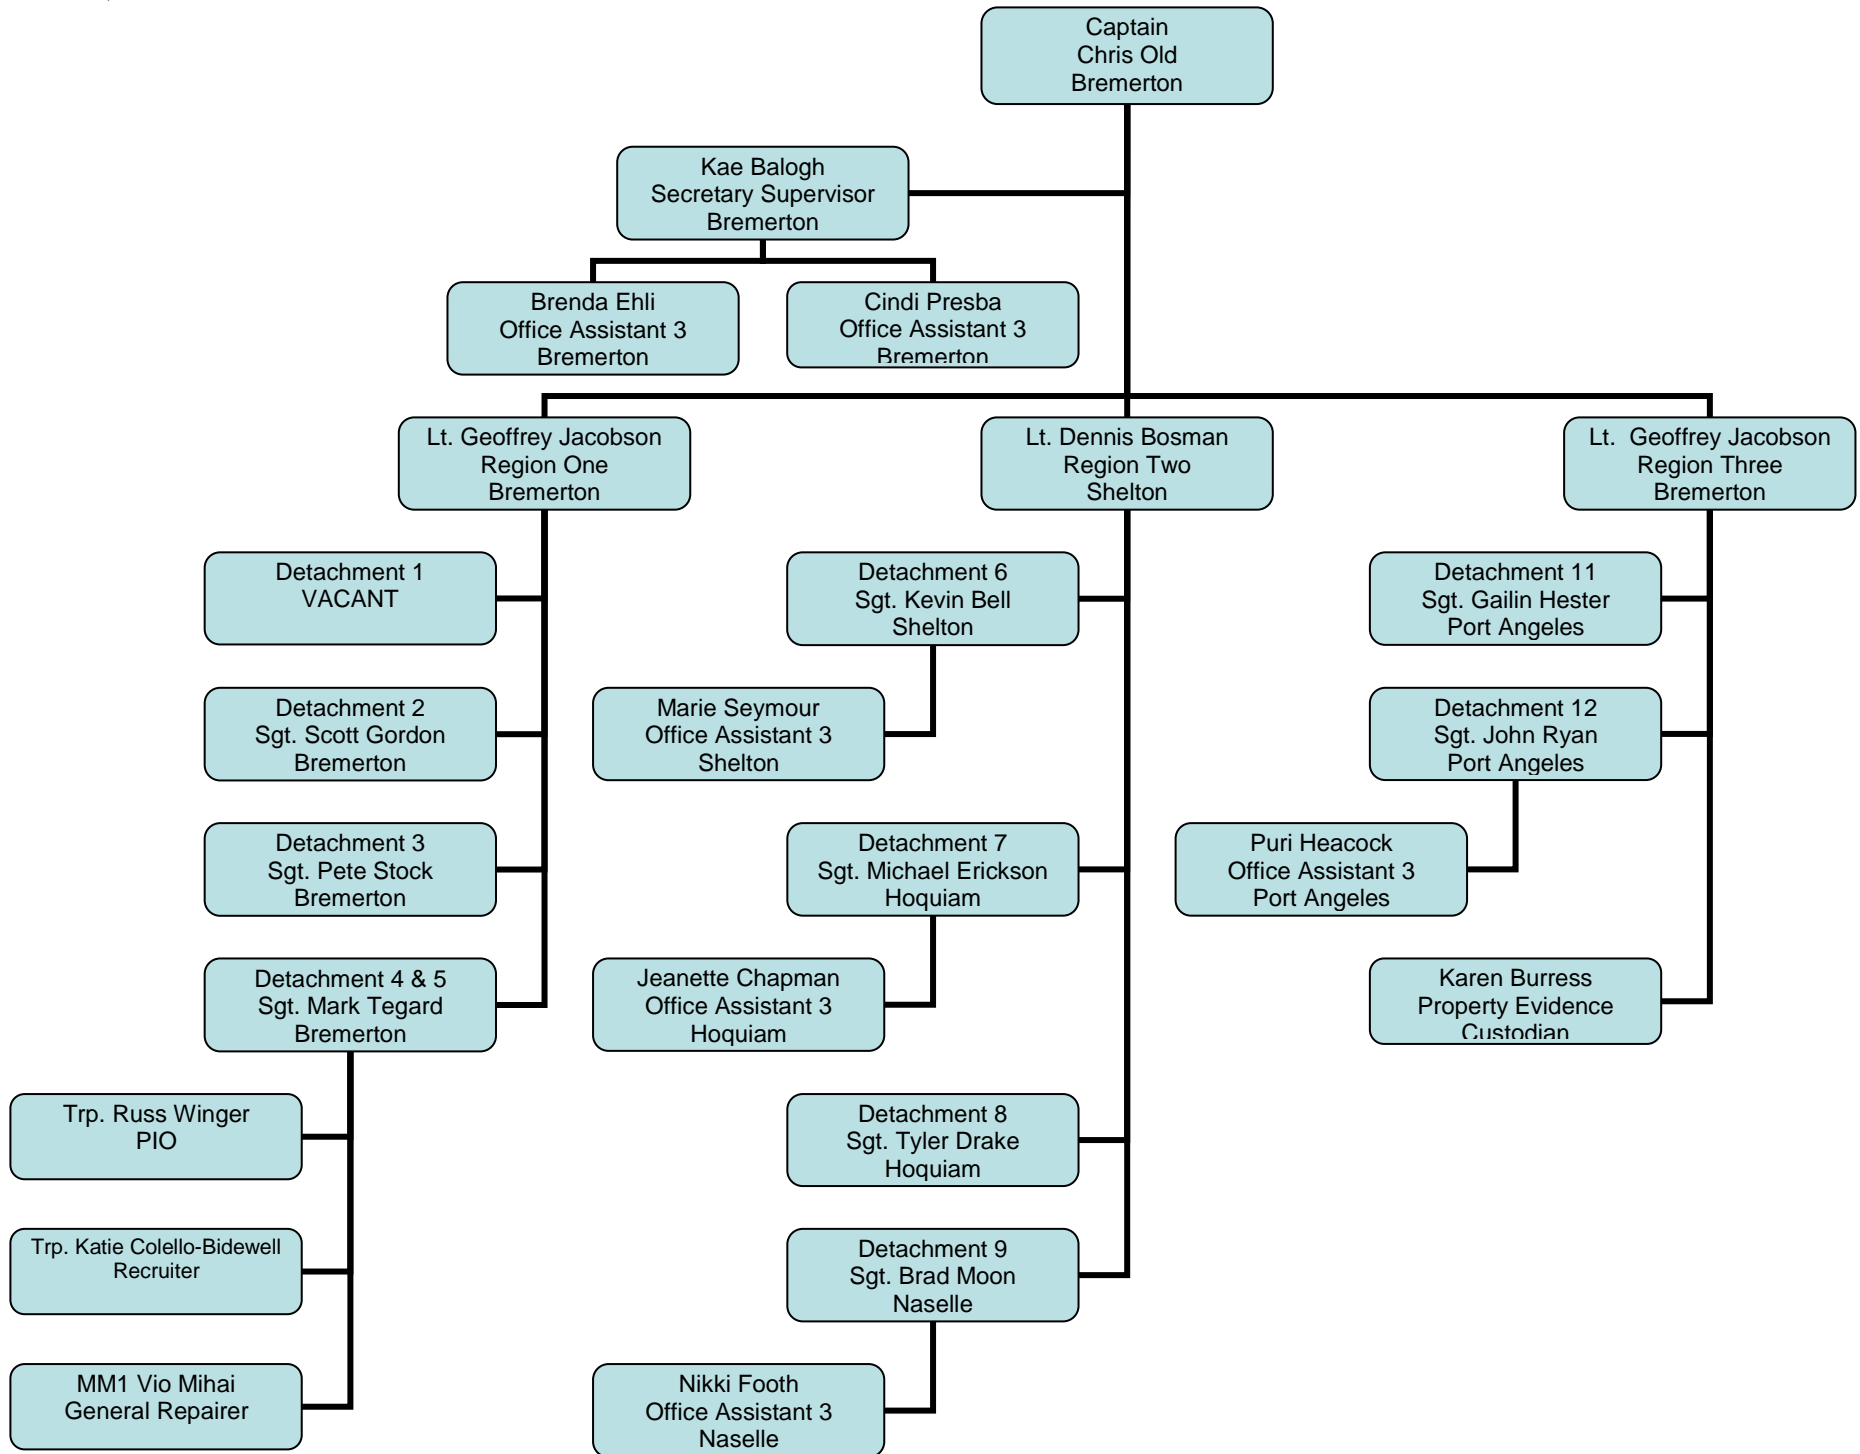 Captain
Chris Old
Bremerton
Kae Balogh
Secretary Supervisor
Bremerton
Brenda Ehli
Office Assistant 3
Bremerton
Cindi Presba
Office Assistant 3
Bremerton
Lt. Geoffrey Jacobson
Region One
Bremerton
Lt. Dennis Bosman
Region Two
Shelton
Lt. Geoffrey Jacobson
Region Three
Bremerton
Detachment 1
VACANT
Detachment 6
Sgt. Kevin Bell
Shelton
Detachment 11
Sgt. Gailin Hester
Port Angeles
Detachment 2
Sgt. Scott Gordon
Bremerton
Marie Seymour
Office Assistant 3
Shelton
Detachment 12
Sgt. John Ryan
Port Angeles
Detachment 3
Sgt. Pete Stock
Bremerton
Detachment 7
Sgt. Michael Erickson
Hoquiam
Puri Heacock
Office Assistant 3
Port Angeles
Detachment 4 & 5
Sgt. Mark Tegard
Bremerton
Jeanette Chapman
Office Assistant 3
Hoquiam
Karen Burress
Property Evidence
Custodian
Trp. Russ Winger
PIO
Detachment 8
Sgt. Tyler Drake
Hoquiam
Trp. Katie Colello-Bidewell
Recruiter
Detachment 9
Sgt. Brad Moon
Naselle
MM1 Vio Mihai
General Repairer
Nikki Footh
Office Assistant 3
Naselle